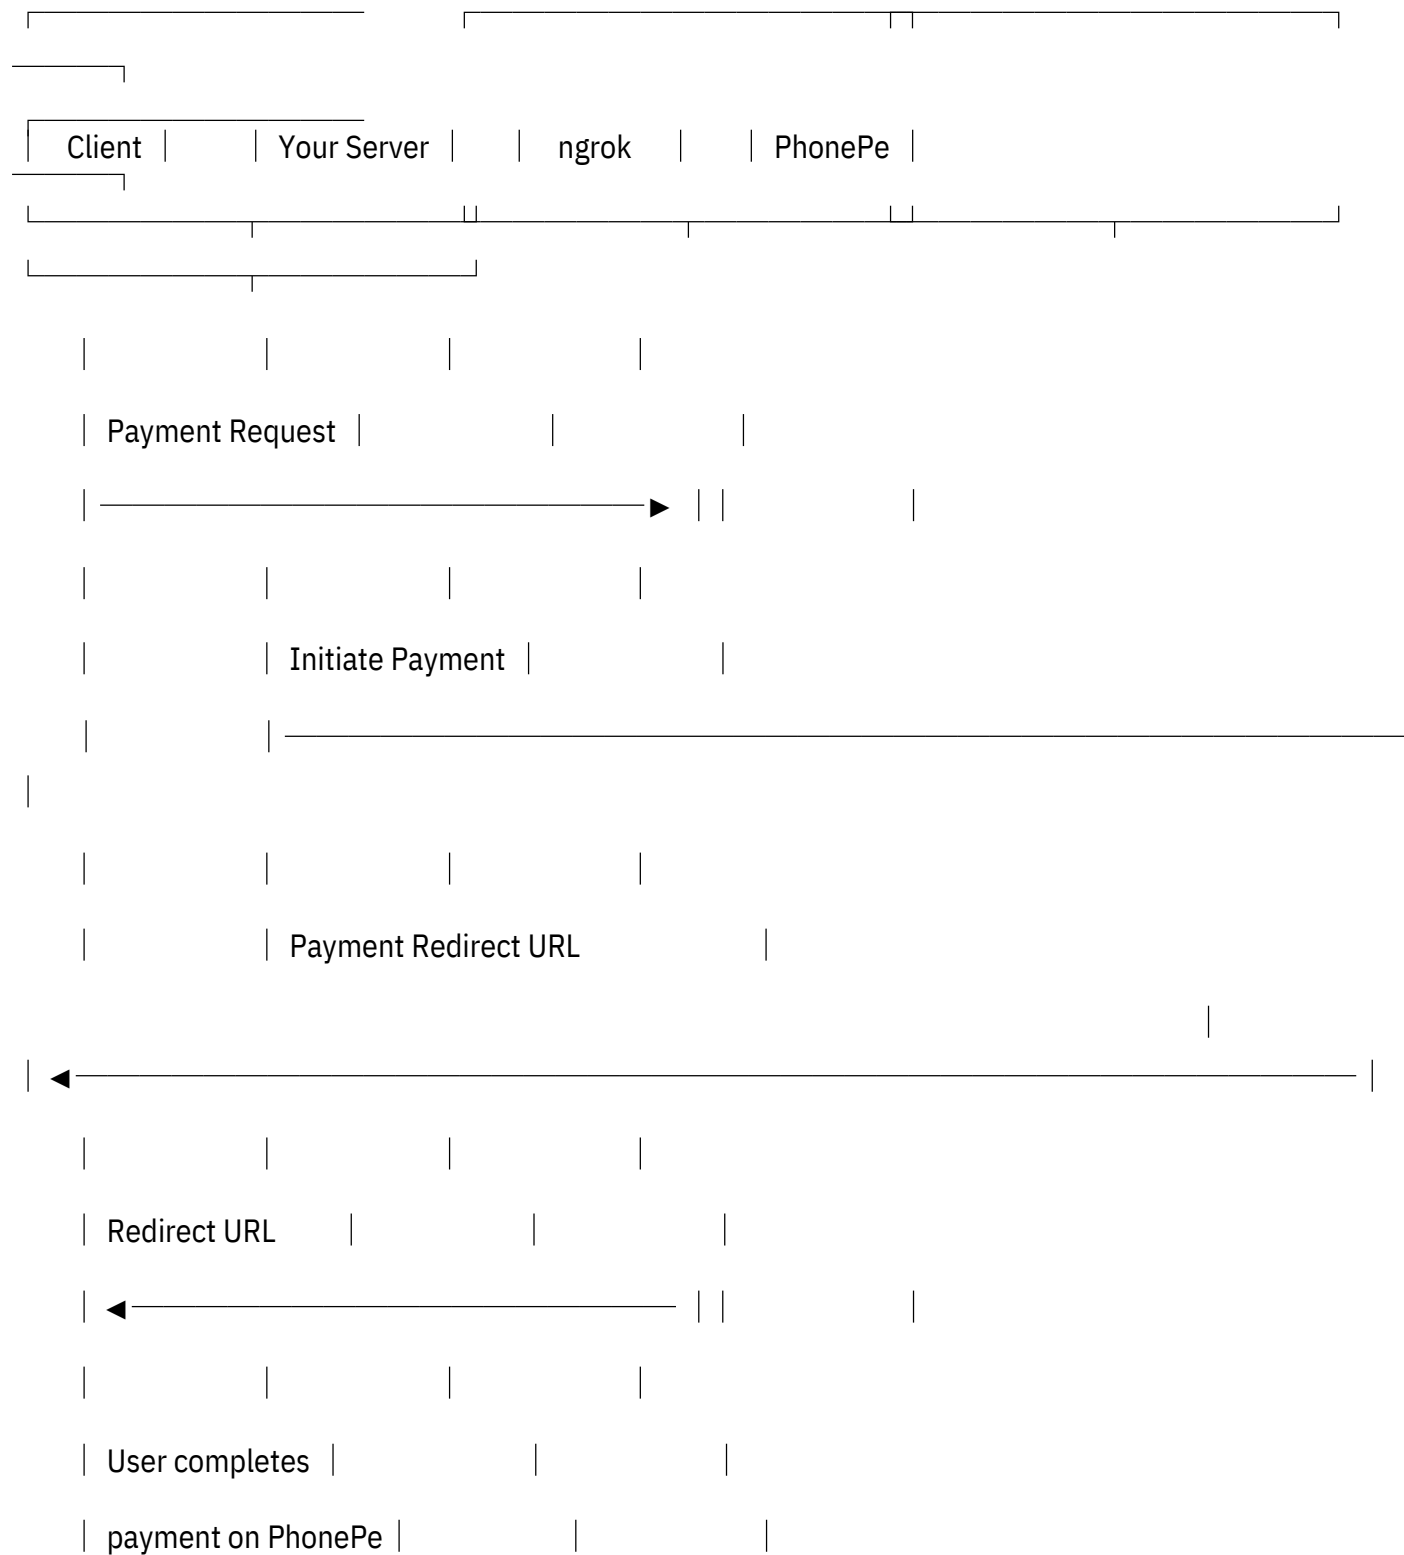 Client Your Server ngrok PhonePe
Payment Request
Initiate Payment
Payment Redirect URL
Redirect URL
User completes
payment on PhonePe